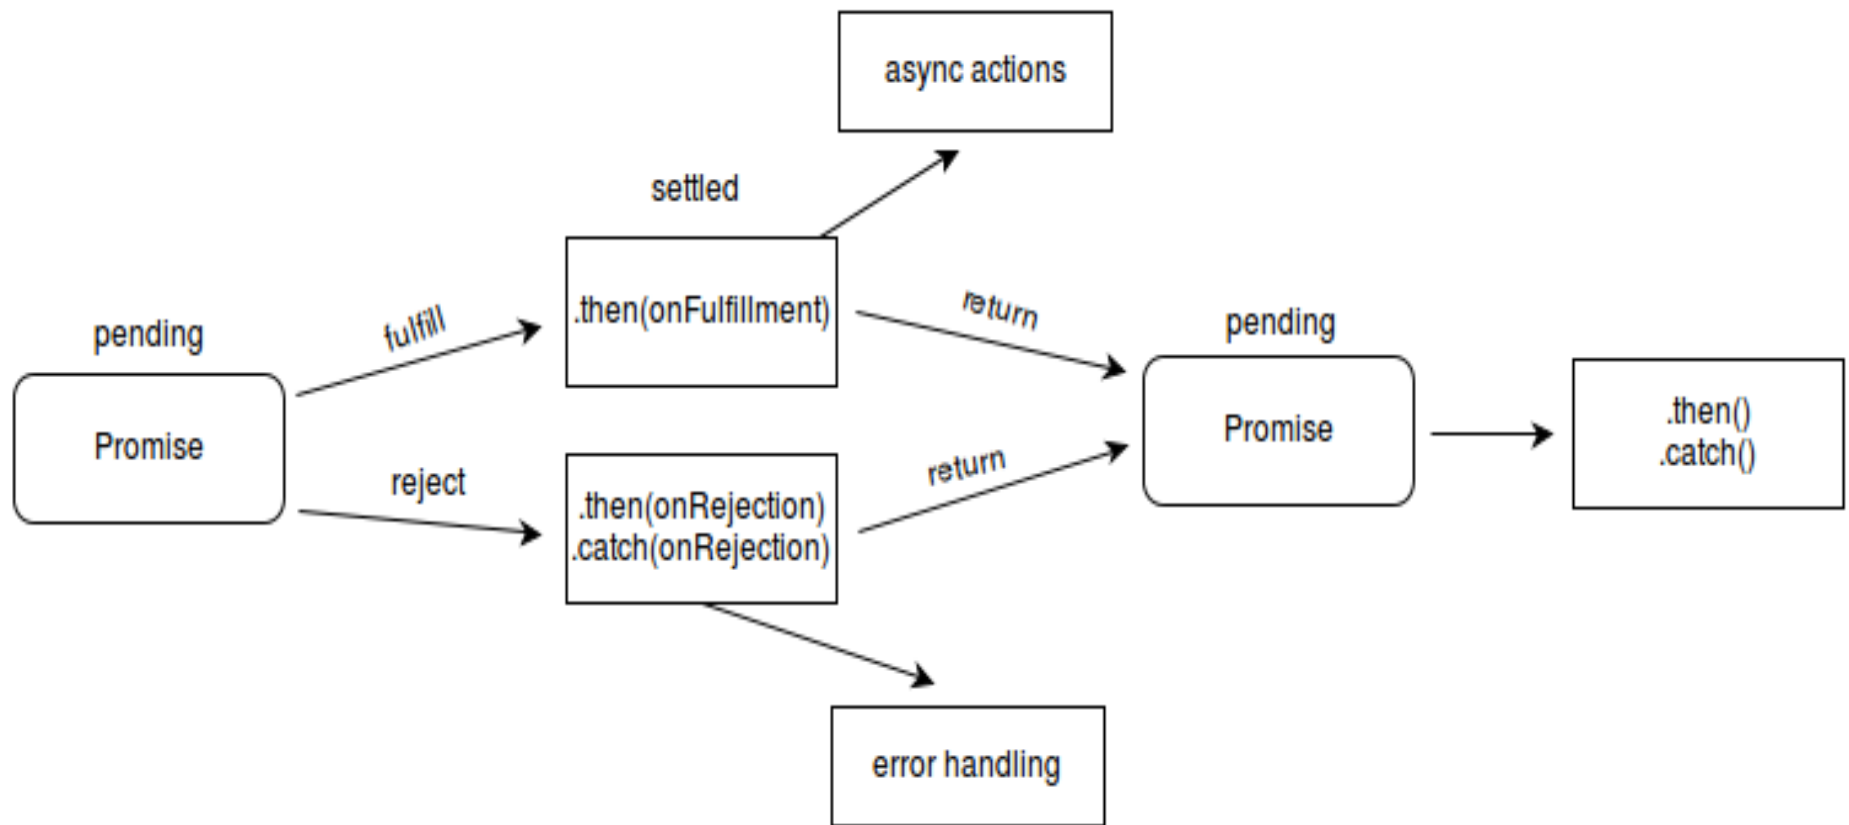 async actions
settled
.then(onFulfillment)
return
fulfill
pending
pending
Promise
Promise
.then()
.catch()
reject
return
.then(onRejection)
.catch(onRejection)
error handling